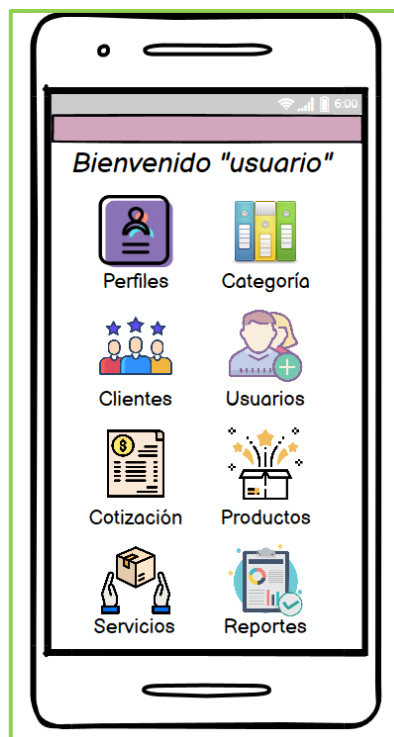 6:00
Bienvenido "usuario"
Perfiles Categoría
Clientes Usuarios
Cotización Productos
Servicios Reportes